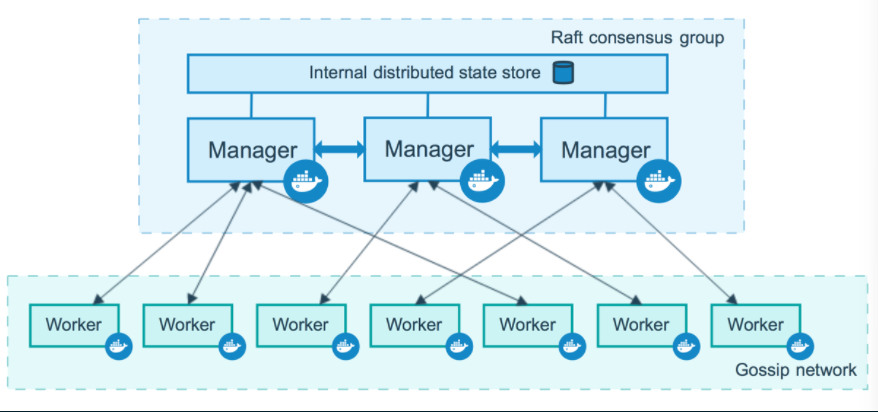 Raft consensus group
Internal distributed state store
Manager
Manager
Manager
Worker
Worker
Worker
Worker
Worker
Worker
Worker
Gossip network